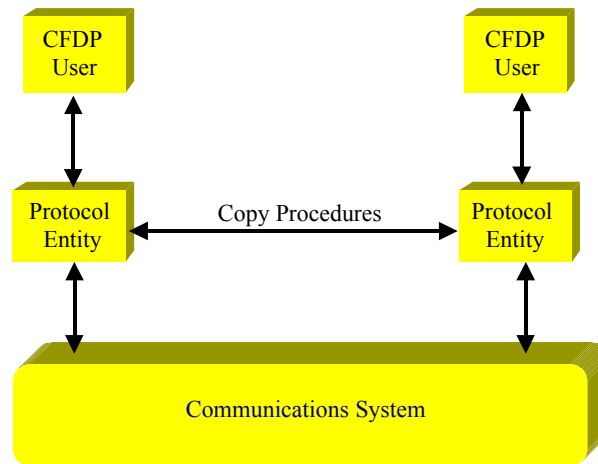 CFDP
User
CFDP
User
Protocol
Entity
Copy Procedures
Protocol
Entity
Communications System